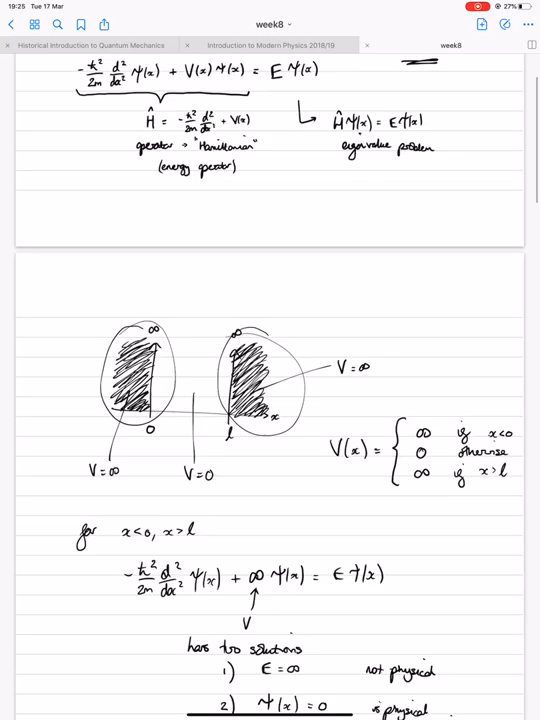 19:25 Tue 17 Mar
27%
week8
Historical Introduction to Quantum Mechanics
Introduction to Modern Physics 2018/19
week8
-ħ²/2m d²/dx² Ψ(x) + V(x) Ψ(x) = E Ψ(x)
Ĥ = -ħ²/2m d²/dx² + V(x)
ĤΨ(x) = EΨ(x)
operator → "Hamiltonian"
eigenvalue problem
(energy operator)
∞ ∞
V=∞
0 l x
V=∞ V=0
V(x) = { ∞ if x<0
0 otherwise
∞ if x>l
for x<0, x>l
-ħ²/2m d²/dx² Ψ(x) + ∞ Ψ(x) = E Ψ(x)
V
has two solutions
1) E = ∞ not physical
2) Ψ(x) = 0 is physical